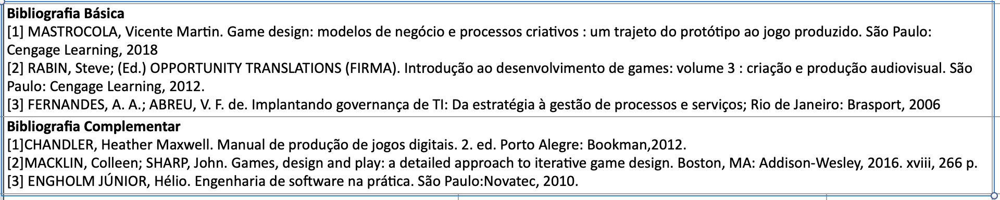 Bibliografia Básica
[1] MASTROCOLA, Vicente Martin. Game design: modelos de negócio e processos criativos : um trajeto do protótipo ao jogo produzido. São Paulo:
Cengage Learning, 2018
[2] RABIN, Steve; (Ed.) OPPORTUNITY TRANSLATIONS (FIRMA). Introdução ao desenvolvimento de games: volume 3 : criação e produção audiovisual. São
Paulo: Cengage Learning, 2012.
[3] FERNANDES, A. A.; ABREU, V. F. de. Implantando governança de TI: Da estratégia à gestão de processos e serviços; Rio de Janeiro: Brasport, 2006
Bibliografia Complementar
[1]CHANDLER, Heather Maxwell. Manual de produção de jogos digitais. 2. ed. Porto Alegre: Bookman,2012.
[2]MACKLIN, Colleen; SHARP, John. Games, design and play: a detailed approach to iterative game design. Boston, MA: Addison-Wesley, 2016. xviii, 266 p.
[3] ENGHOLM JÚNIOR, Hélio. Engenharia de software na prática. São Paulo:Novatec, 2010.